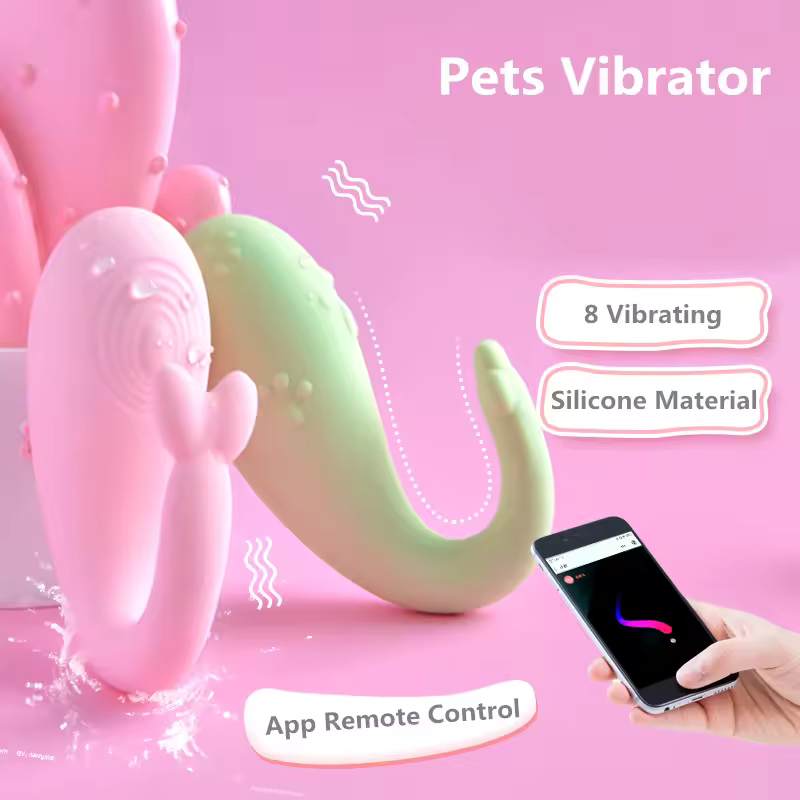 Pets Vibrator
8 Vibrating
Silicone Material
App Remote Control